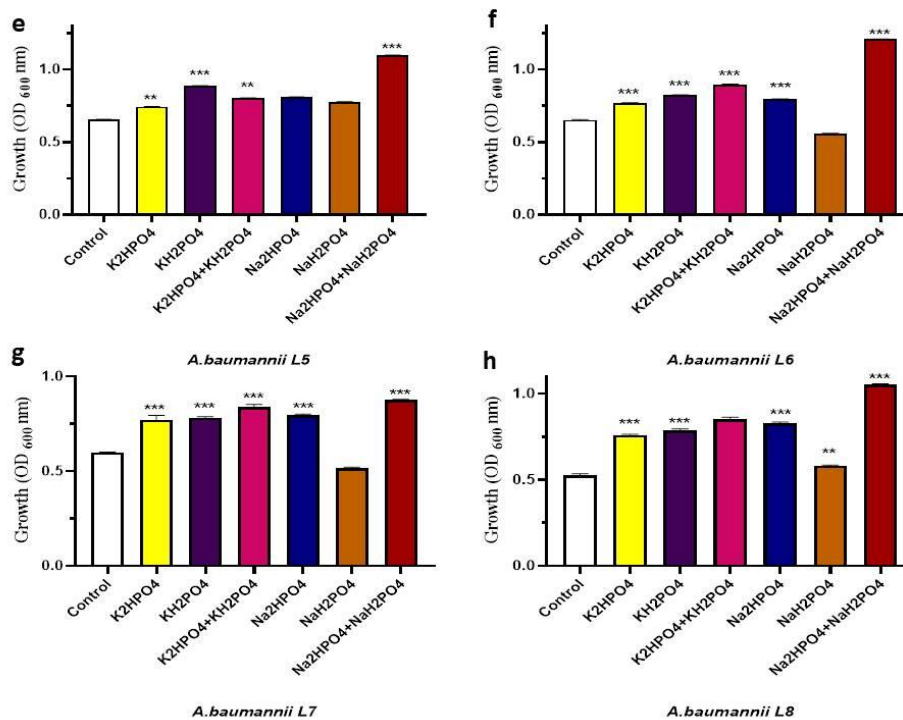 e
Growth (OD 600 nm)
1.0
0.5
0.0
**
***
**
***
Control
K2HPO4
KH2PO4
K2HPO4+KH2PO4
Na2HPO4
NaH2PO4
Na2HPO4+NaH2PO4
A.baumannii L5
f
Growth (OD 600 nm)
1.0
0.5
0.0
***
***
***
***
***
Control
K2HPO4
KH2PO4
K2HPO4+KH2PO4
Na2HPO4
NaH2PO4
Na2HPO4+NaH2PO4
A.baumannii L6
g
Growth (OD 600 nm)
1.0
0.5
0.0
***
***
***
***
***
Control
K2HPO4
KH2PO4
K2HPO4+KH2PO4
Na2HPO4
NaH2PO4
Na2HPO4+NaH2PO4
A.baumannii L7
h
Growth (OD 600 nm)
1.0
0.5
0.0
***
***
***
**
***
Control
K2HPO4
KH2PO4
K2HPO4+KH2PO4
Na2HPO4
NaH2PO4
Na2HPO4+NaH2PO4
A.baumannii L8